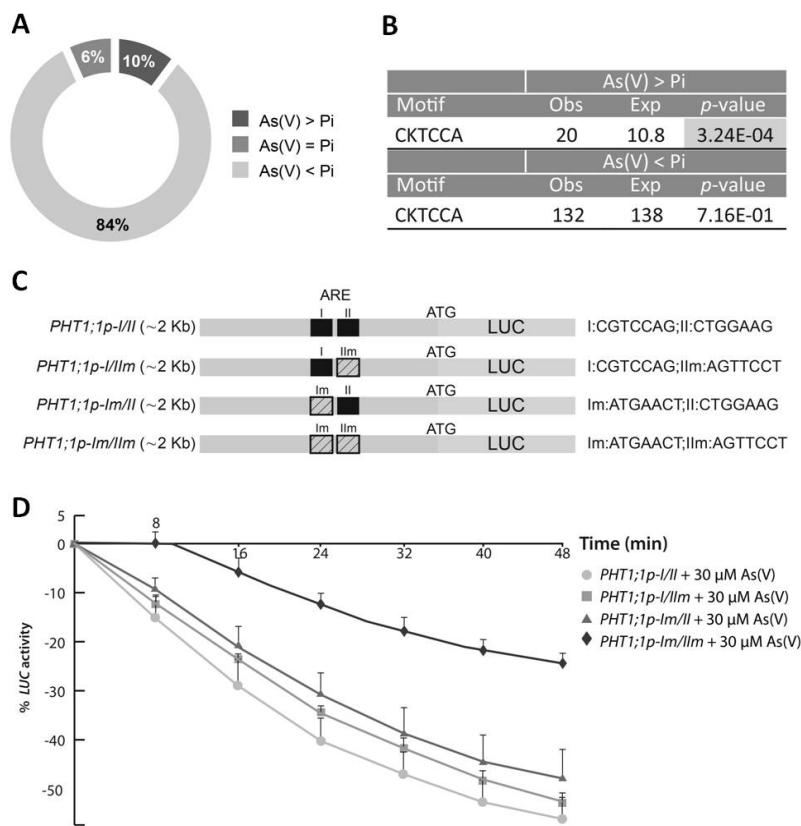 A
6%
10%
84%
As(V) > Pi
As(V) = Pi
As(V) < Pi
B
As(V) > Pi
Motif Obs Exp p-value
CKTCCA 20 10.8 3.24E-04
As(V) < Pi
Motif Obs Exp p-value
CKTCCA 132 138 7.16E-01
C
ARE
I II ATG
PHT1;1p-I/II (~2 Kb) LUC I:CGTCCAG;II:CTGGAAG
I IIm ATG
PHT1;1p-I/IIm (~2 Kb) LUC I:CGTCCAG;IIm:AGTTCCT
Im II ATG
PHT1;1p-Im/II (~2 Kb) LUC Im:ATGAACT;II:CTGGAAG
Im IIm ATG
PHT1;1p-Im/IIm (~2 Kb) LUC Im:ATGAACT;IIm:AGTTCCT
D
5
0
-10
-20
-30
-40
-50
% LUC activity
8 16 24 32 40 48
Time (min)
PHT1;1p-I/II + 30 µM As(V)
PHT1;1p-I/IIm + 30 µM As(V)
PHT1;1p-Im/II + 30 µM As(V)
PHT1;1p-Im/IIm + 30 µM As(V)